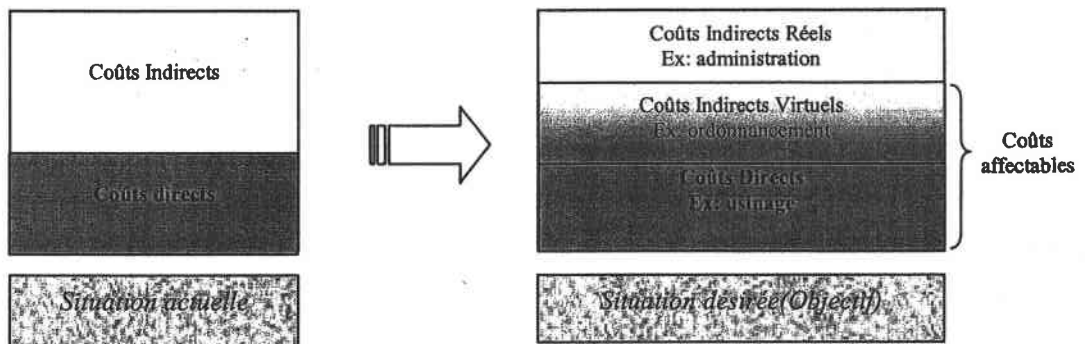 Coûts Indirects
Coûts directs
Situation actuelle
Coûts Indirects Réels
Ex: administration
Coûts Indirects Virtuels
Ex: ordonnancement
Coûts Directs
Ex: usinage
Coûts
affectables
Situation désirée(Objectif)